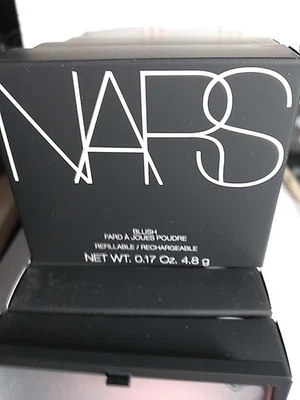 NARS
BLUSH
FARD À JOUES POUDRE
REFILLABLE / RECHARGEABLE
NET WT. 0.17 Oz. 4.8 g